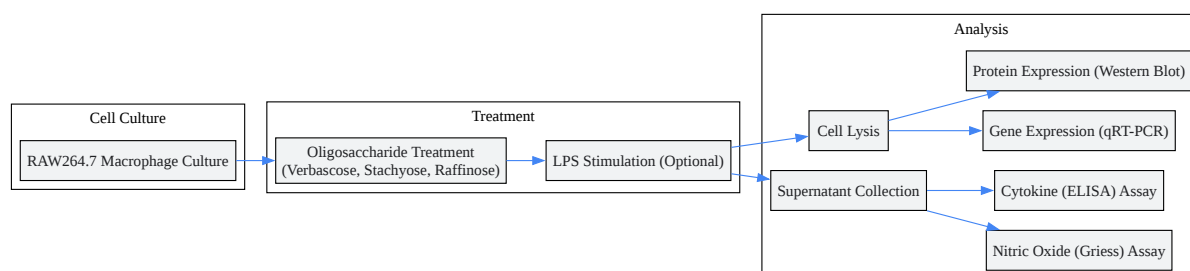 Cell Culture
RAW264.7 Macrophage Culture
Treatment
Oligosaccharide Treatment
(Verbascose, Stachyose, Raffinose)
LPS Stimulation (Optional)
Analysis
Cell Lysis
Supernatant Collection
Protein Expression (Western Blot)
Gene Expression (qRT-PCR)
Cytokine (ELISA) Assay
Nitric Oxide (Griess) Assay